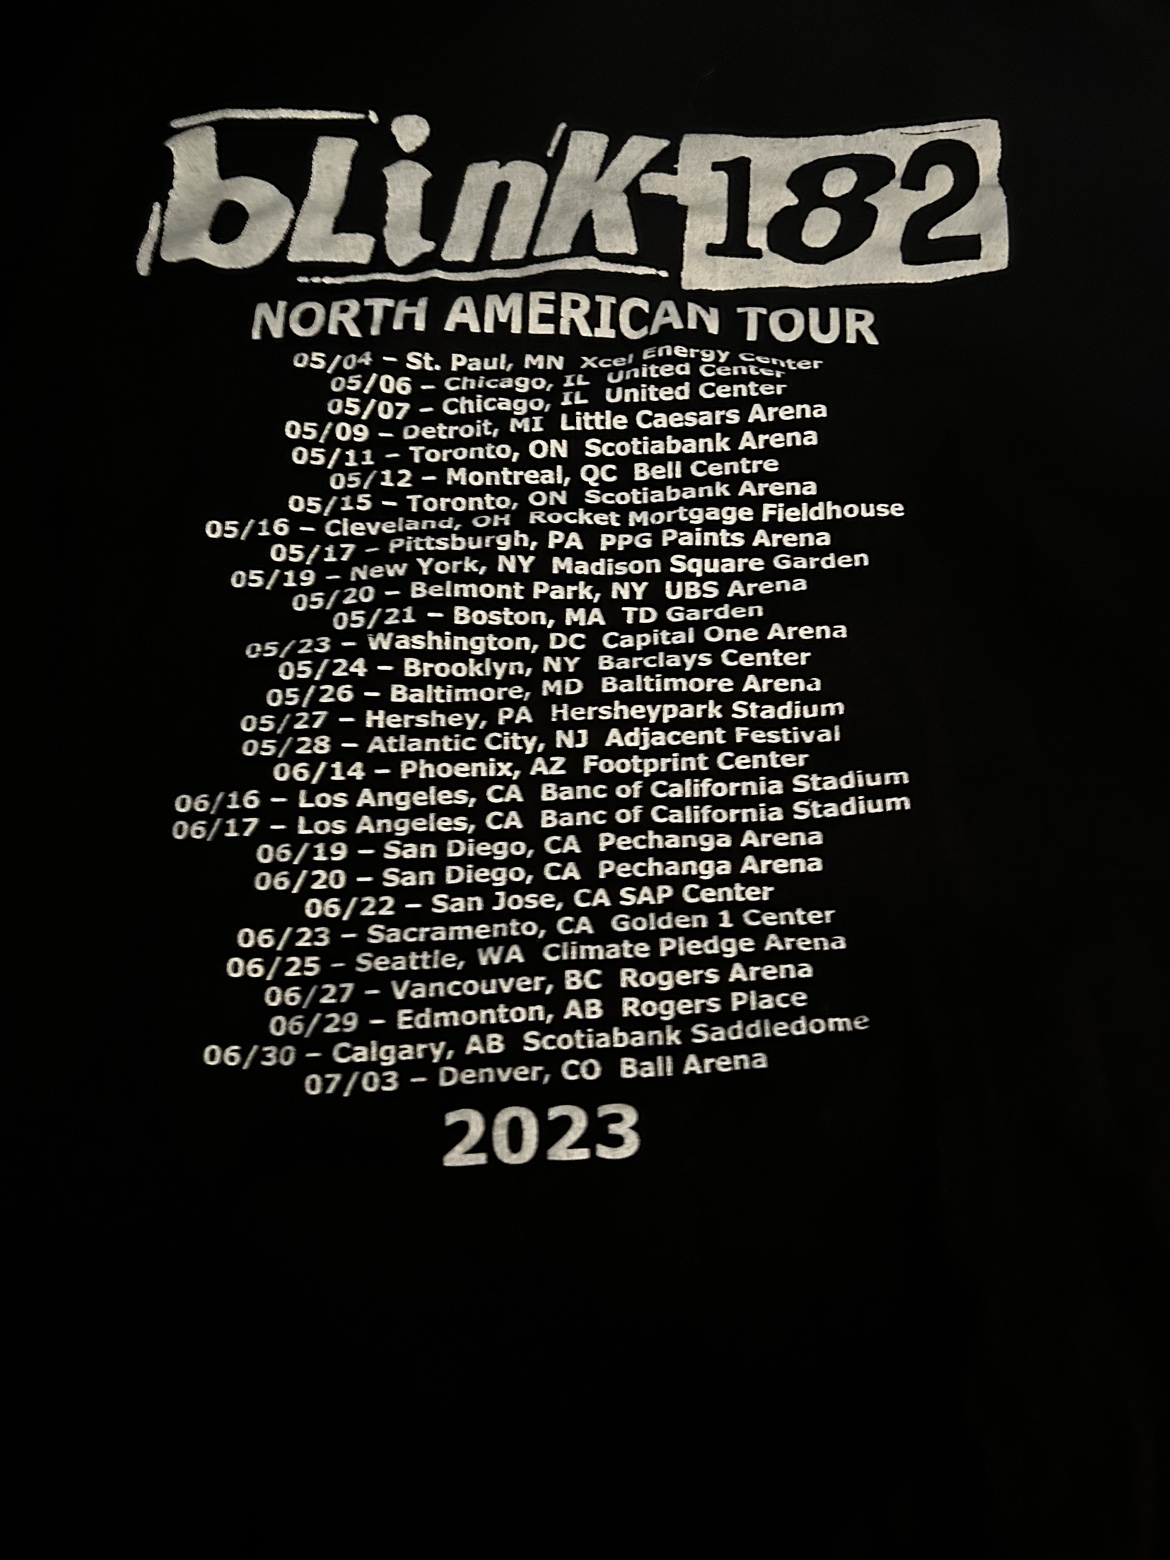 blink-182
NORTH AMERICAN TOUR
05/04 – St. Paul, MN Xcel Energy Center
05/06 – Chicago, IL United Center
05/07 – Chicago, IL United Center
05/09 – Detroit, MI Little Caesars Arena
05/11 – Toronto, ON Scotiabank Arena
05/12 – Montreal, QC Bell Centre
05/15 – Toronto, ON Scotiabank Arena
05/16 – Cleveland, OH Rocket Mortgage Fieldhouse
05/17 – Pittsburgh, PA PPG Paints Arena
05/19 – New York, NY Madison Square Garden
05/20 – Belmont Park, NY UBS Arena
05/21 – Boston, MA TD Garden
05/23 – Washington, DC Capital One Arena
05/24 – Brooklyn, NY Barclays Center
05/26 – Baltimore, MD Baltimore Arena
05/27 – Hershey, PA Hersheypark Stadium
05/28 – Atlantic City, NJ Adjacent Festival
06/14 – Phoenix, AZ Footprint Center
06/16 – Los Angeles, CA Banc of California Stadium
06/17 – Los Angeles, CA Banc of California Stadium
06/19 – San Diego, CA Pechanga Arena
06/20 – San Diego, CA Pechanga Arena
06/22 – San Jose, CA SAP Center
06/23 – Sacramento, CA Golden 1 Center
06/25 – Seattle, WA Climate Pledge Arena
06/27 – Vancouver, BC Rogers Arena
06/29 – Edmonton, AB Rogers Place
06/30 – Calgary, AB Scotiabank Saddledome
07/03 – Denver, CO Ball Arena
2023